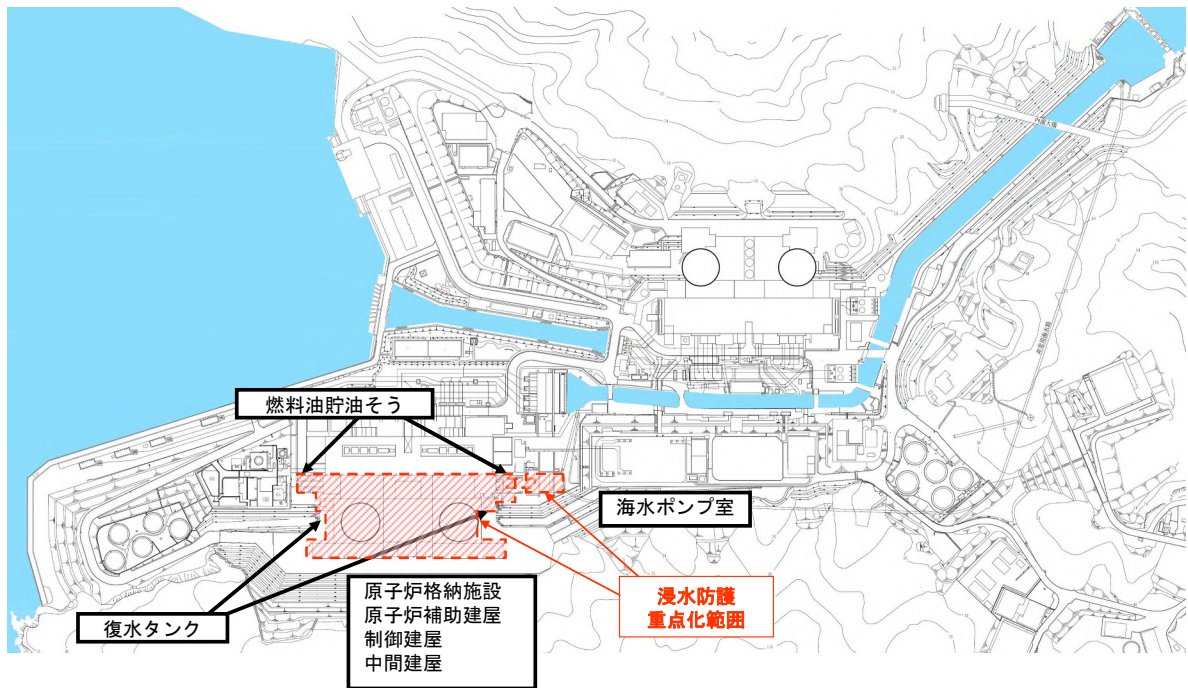 燃料油貯油そう
海水ポンプ室
復水タンク
原子炉格納施設
原子炉補助建屋
制御建屋
中間建屋
浸水防護
重点化範囲